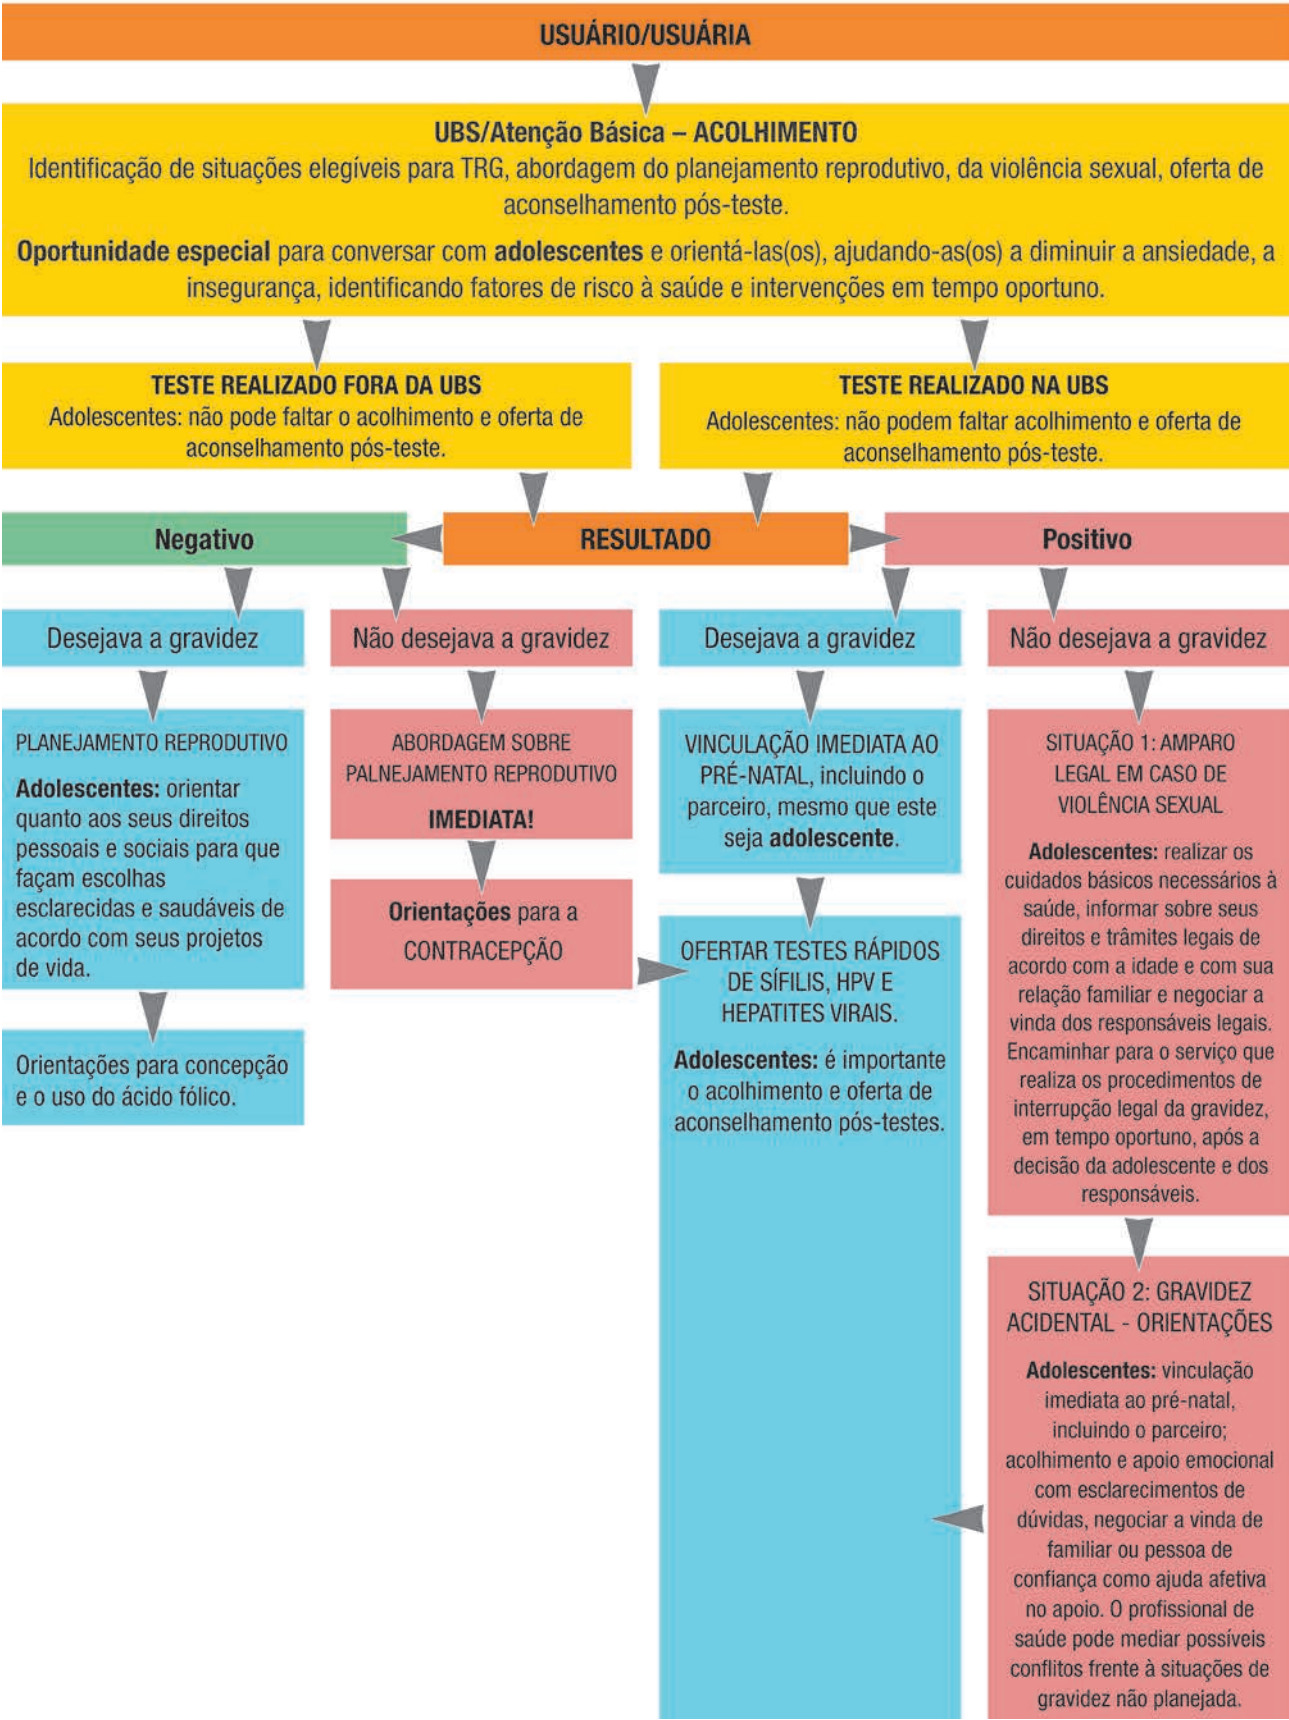 USUÁRIO/USUÁRIA
UBS/Atenção Básica – ACOLHIMENTO
Identificação de situações elegíveis para TRG, abordagem do planejamento reprodutivo, da violência sexual, oferta de
aconselhamento pós-teste.
Oportunidade especial para conversar com adolescentes e orientá-las(os), ajudando-as(os) a diminuir a ansiedade, a
insegurança, identificando fatores de risco à saúde e intervenções em tempo oportuno.
TESTE REALIZADO FORA DA UBS
Adolescentes: não pode faltar o acolhimento e oferta de
aconselhamento pós-teste.
TESTE REALIZADO NA UBS
Adolescentes: não podem faltar acolhimento e oferta de
aconselhamento pós-teste.
Negativo
RESULTADO
Positivo
Desejava a gravidez
Não desejava a gravidez
Desejava a gravidez
Não desejava a gravidez
PLANEJAMENTO REPRODUTIVO
Adolescentes: orientar
quanto aos seus direitos
pessoais e sociais para que
façam escolhas
esclarecidas e saudáveis de
acordo com seus projetos
de vida.
Orientações para concepção
e o uso do ácido fólico.
ABORDAGEM SOBRE
PALNEJAMENTO REPRODUTIVO
IMEDIATA!
Orientações para a
CONTRACEPÇÃO
VINCULAÇÃO IMEDIATA AO
PRÉ-NATAL, incluindo o
parceiro, mesmo que este
seja adolescente.
OFERTAR TESTES RÁPIDOS
DE SÍFILIS, HPV E
HEPATITES VIRAIS.
Adolescentes: é importante
o acolhimento e oferta de
aconselhamento pós-testes.
SITUAÇÃO 1: AMPARO
LEGAL EM CASO DE
VIOLÊNCIA SEXUAL
Adolescentes: realizar os
cuidados básicos necessários à
saúde, informar sobre seus
direitos e trâmites legais de
acordo com a idade e com sua
relação familiar e negociar a
vinda dos responsáveis legais.
Encaminhar para o serviço que
realiza os procedimentos de
interrupção legal da gravidez,
em tempo oportuno, após a
decisão da adolescente e dos
responsáveis.
SITUAÇÃO 2: GRAVIDEZ
ACIDENTAL - ORIENTAÇÕES
Adolescentes: vinculação
imediata ao pré-natal,
incluindo o parceiro;
acolhimento e apoio emocional
com esclarecimentos de
dúvidas, negociar a vinda de
familiar ou pessoa de
confiança como ajuda afetiva
no apoio. O profissional de
saúde pode mediar possíveis
conflitos frente à situações de
gravidez não planejada.